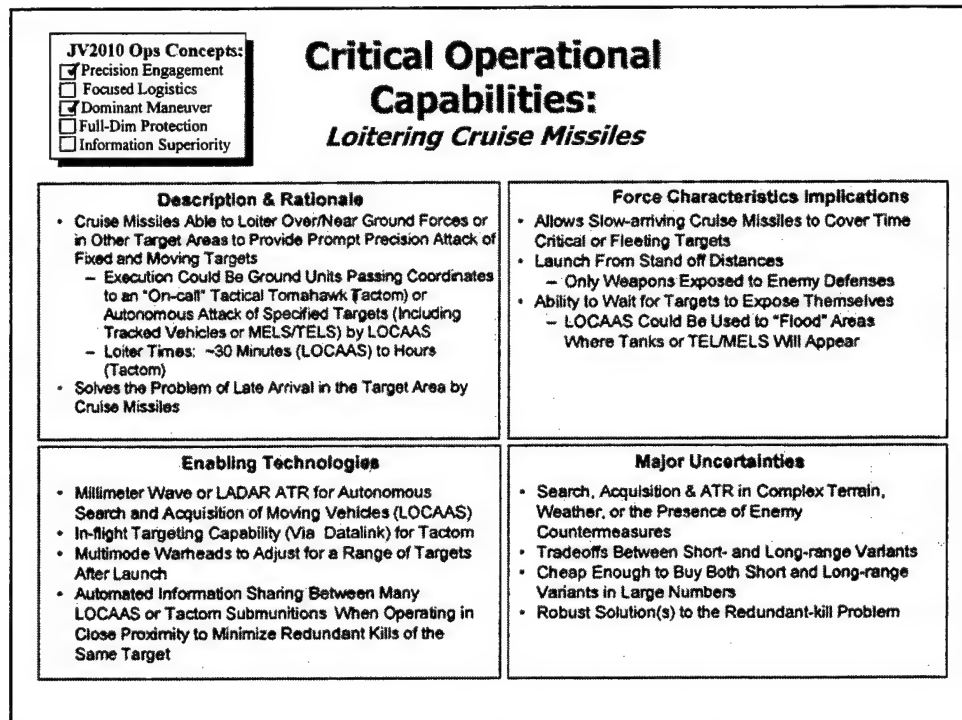 JV2010 Ops Concepts:
Precision Engagement
Focused Logistics
Dominant Maneuver
Full-Dim Protection
Information Superiority
Critical Operational
Capabilities:
Loitering Cruise Missiles
Description & Rationale
• Cruise Missiles Able to Loiter Over/Near Ground Forces or
in Other Target Areas to Provide Prompt Precision Attack of
Fixed and Moving Targets
– Execution Could Be Ground Units Passing Coordinates
to an "On-call" Tactical Tomahawk Tactom) or
Autonomous Attack of Specified Targets (Including
Tracked Vehicles or MELS/TELS) by LOCAAS
– Loiter Times: ~30 Minutes (LOCAAS) to Hours
(Tactom)
• Solves the Problem of Late Arrival in the Target Area by
Cruise Missiles
Force Characteristics Implications
• Allows Slow-arriving Cruise Missiles to Cover Time
Critical or Fleeting Targets
• Launch From Stand off Distances
– Only Weapons Exposed to Enemy Defenses
• Ability to Wait for Targets to Expose Themselves
– LOCAAS Could Be Used to "Flood" Areas
Where Tanks or TEL/MELS Will Appear
Enabling Technologies
• Millimeter Wave or LADAR ATR for Autonomous
Search and Acquisition of Moving Vehicles (LOCAAS)
• In-flight Targeting Capability (Via Datalink) for Tactom
• Multimode Warheads to Adjust for a Range of Targets
After Launch
• Automated Information Sharing Between Many
LOCAAS or Tactom Submunitions When Operating in
Close Proximity to Minimize Redundant Kills of the
Same Target
Major Uncertainties
• Search, Acquisition & ATR in Complex Terrain,
Weather, or the Presence of Enemy
Countermeasures
• Tradeoffs Between Short- and Long-range Variants
• Cheap Enough to Buy Both Short and Long-range
Variants in Large Numbers
• Robust Solution(s) to the Redundant-kill Problem